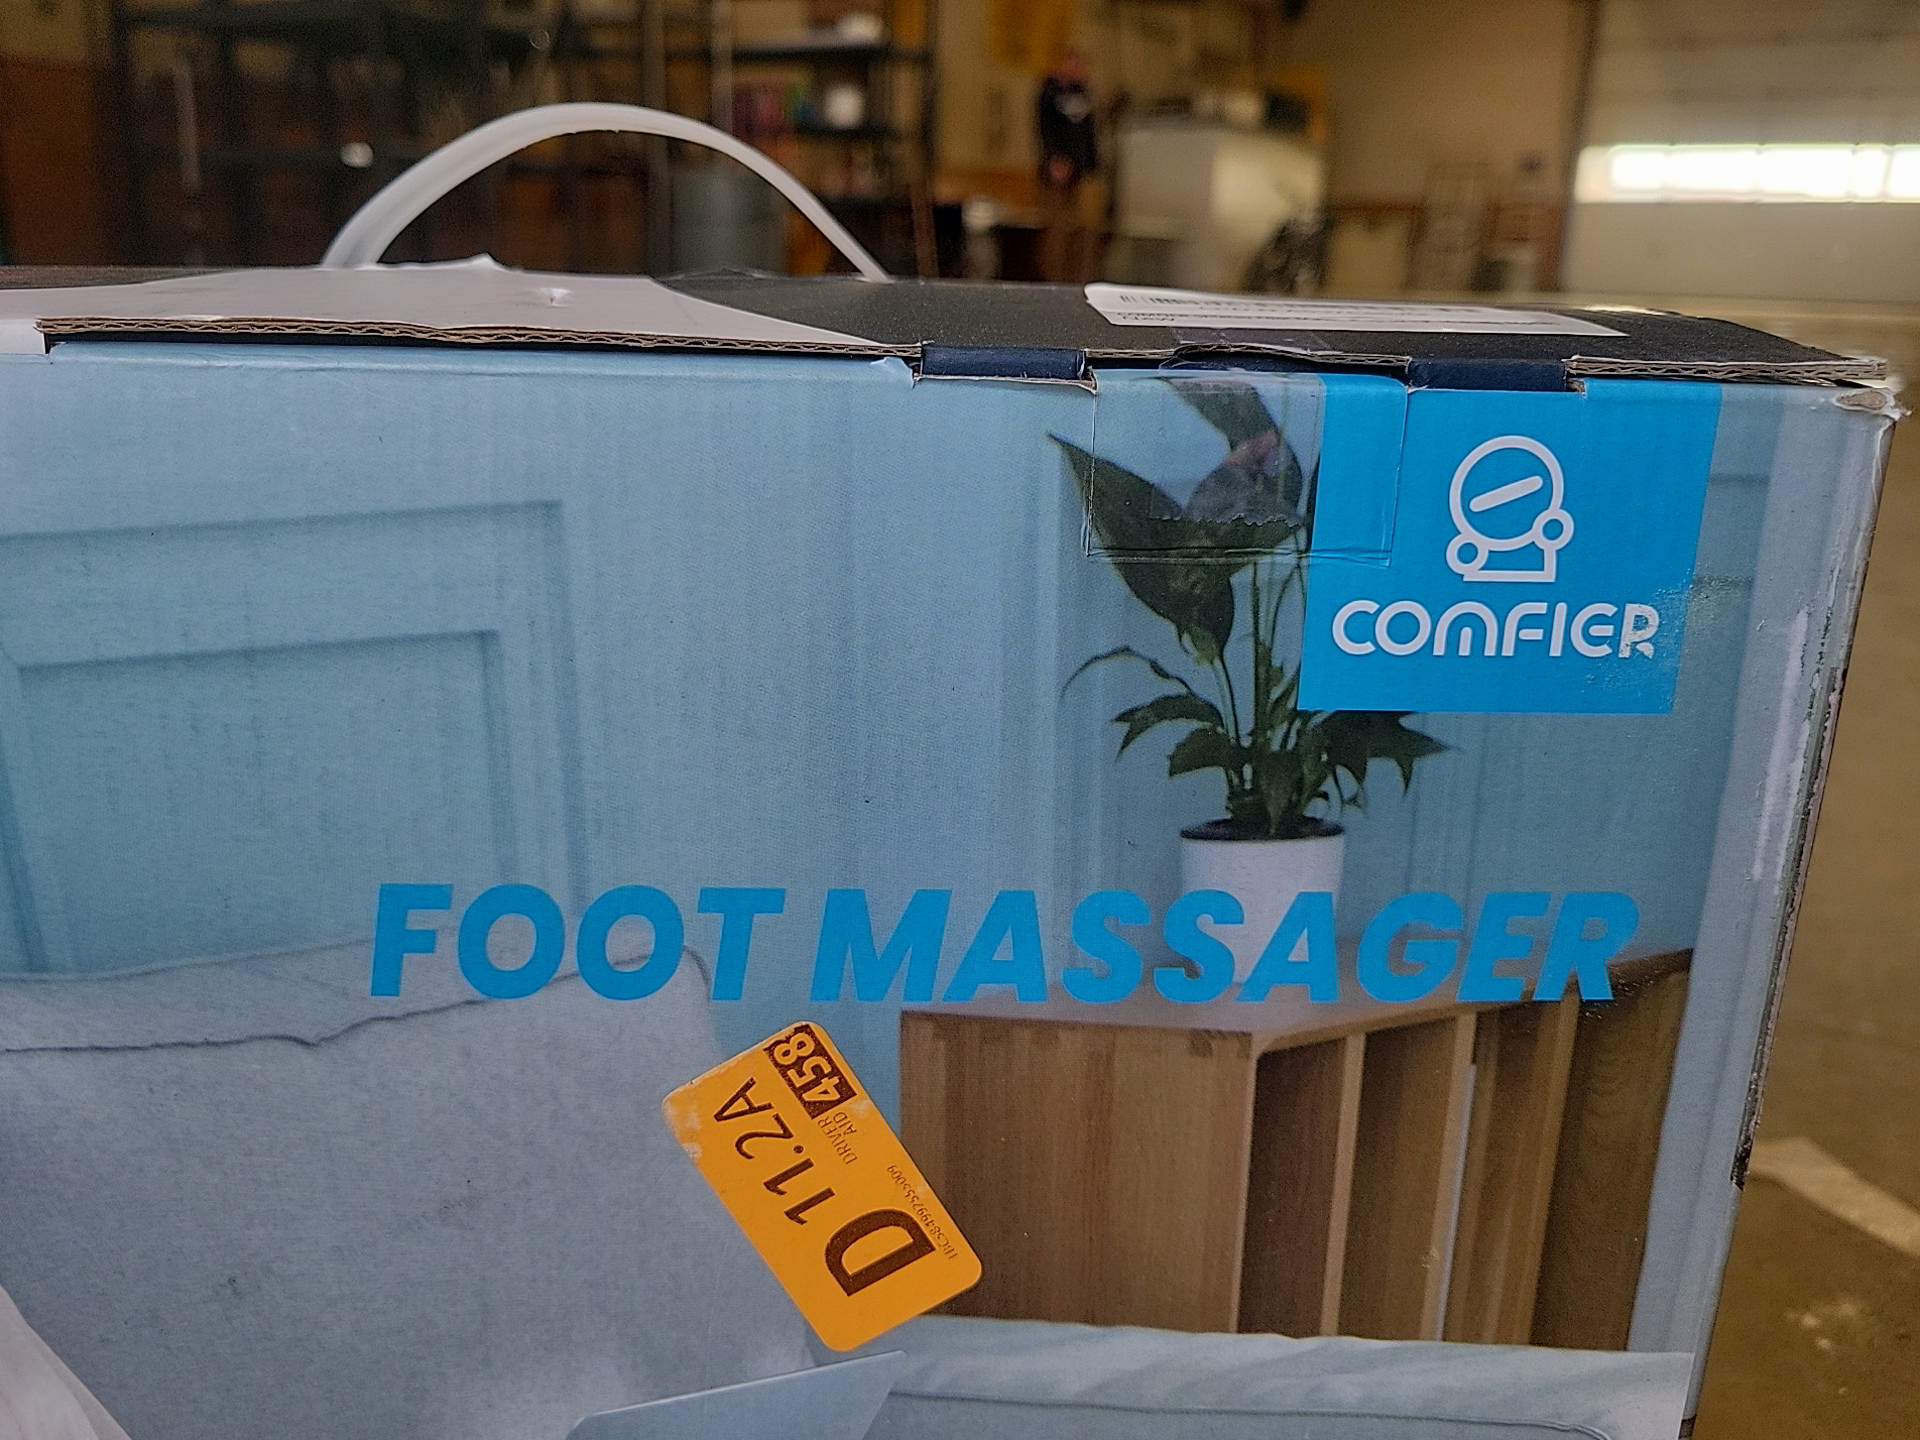 COMFIER
FOOT MASSAGER
D 11.2A
DRIVER
AID
458